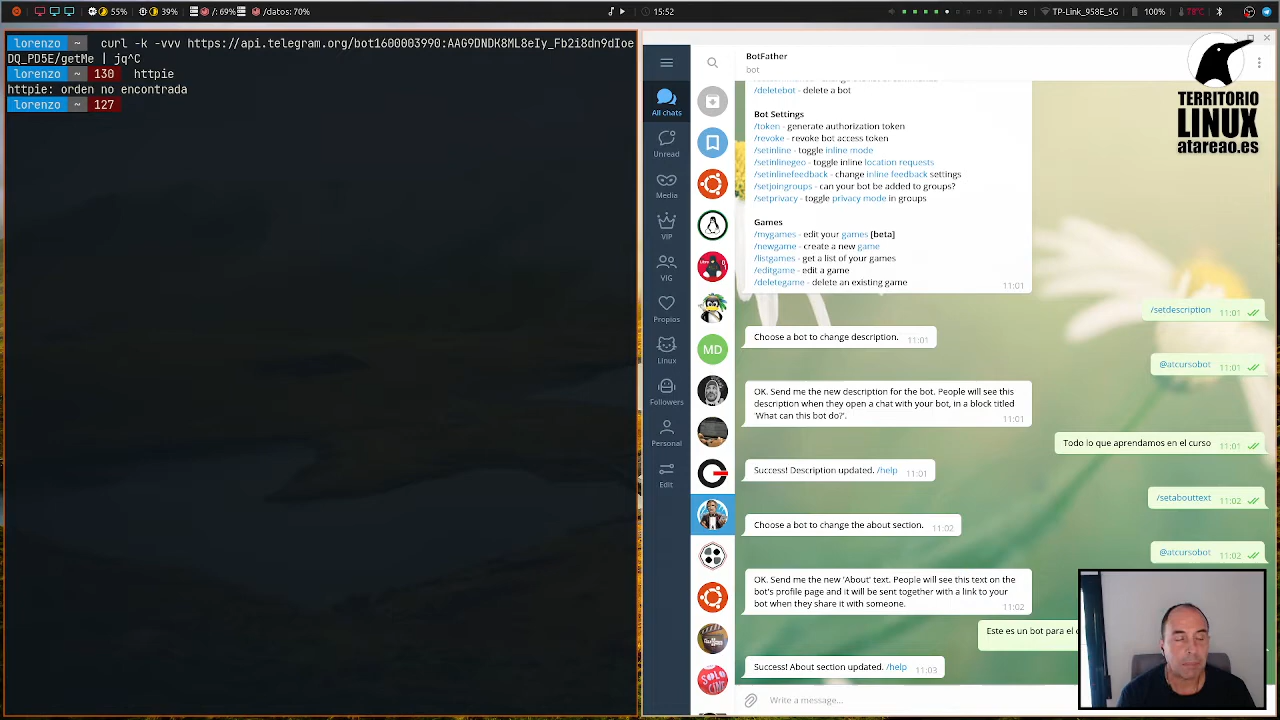 55%
39%
/: 69%
/datos: 70%
15:52
es
TP-Link_958E_5G
100%
78°C
lorenzo ~ curl -k -vvv https://api.telegram.org/bot1600003990:AAG9DNDK8ML8eIy_Fb2i8dn9dIoe
DQ_PD5E/getMe | jq^C
lorenzo ~ 130 httpie
httpie: orden no encontrada
lorenzo ~ 127
All chats
Unread
Media
VIP
VIG
Propios
Linux
Followers
Personal
Edit
MD
BotFather
bot
/deletebot - delete a bot
Bot Settings
/token - generate authorization token
/revoke - revoke bot access token
/setinline - toggle inline mode
/setinlinegeo - toggle inline location requests
/setinlinefeedback - change inline feedback settings
/setjoingroups - can your bot be added to groups?
/setprivacy - toggle privacy mode in groups
Games
/mygames - edit your games [beta]
/newgame - create a new game
/listgames - get a list of your games
/editgame - edit a game
/deletegame - delete an existing game
11:01
/setdescription 11:01
Choose a bot to change description. 11:01
@atcursobot 11:01
OK. Send me the new description for the bot. People will see this
description when they open a chat with your bot, in a block titled
'What can this bot do?'. 11:01
Todo lo que aprendamos en el curso 11:01
Success! Description updated. /help 11:01
/setabouttext 11:02
Choose a bot to change the about section. 11:02
@atcursobot 11:02
OK. Send me the new 'About' text. People will see this text on the
bot's profile page and it will be sent together with a link to your
bot when they share it with someone. 11:02
Este es un bot para el
Success! About section updated. /help 11:03
Write a message...
TERRITORIO
LINUX
atareao.es